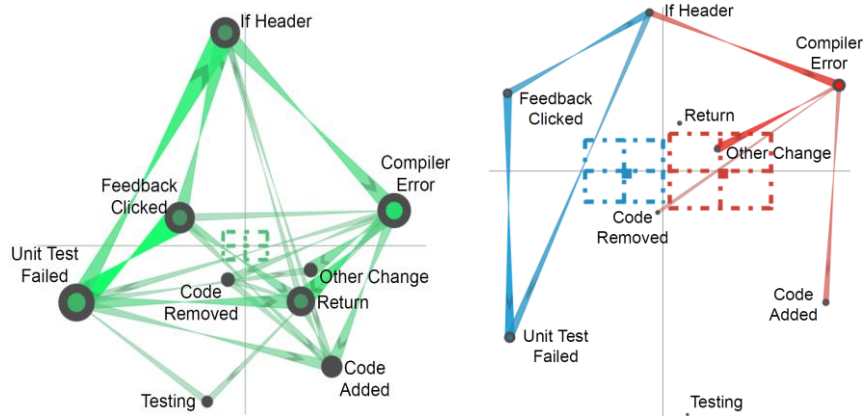 If Header
Compiler
Error
Feedback
Clicked
Unit Test
Failed
Other Change
Code
Removed
Return
Code
Added
Testing
If Header
Compiler
Error
Feedback
Clicked
Return
Other Change
Code
Removed
Code
Added
Unit Test
Failed
Testing